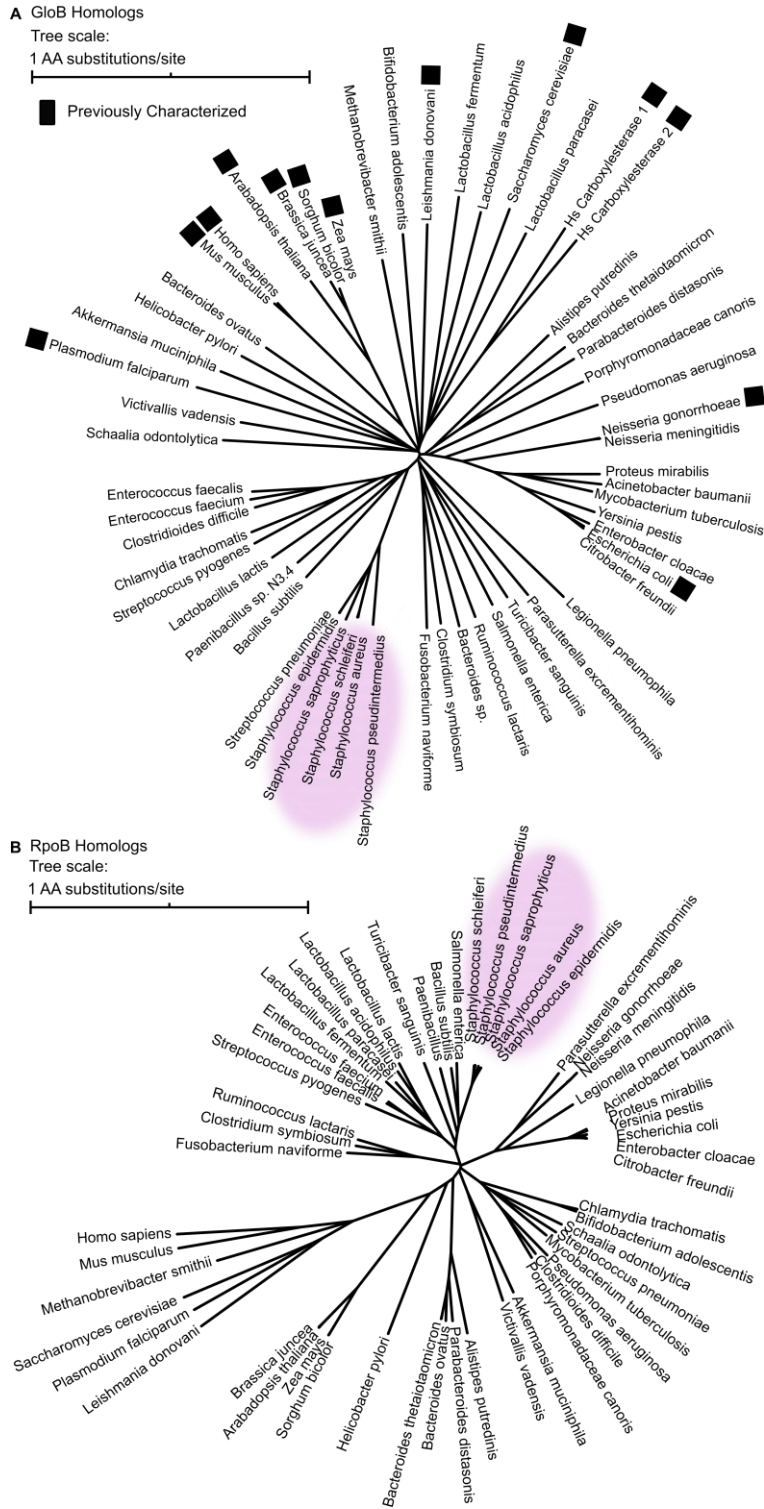 A GloB Homologs
Tree scale:
1 AA substitutions/site
Previously Characterized
Methanobrevibacter smithii
Bifidobacterium adolescentis
Leishmania donovani
Lactobacillus fermentum
Lactobacillus acidophilus
Saccharomyces cerevisiae
Lactobacillus paracasei
Hs Carboxylesterase 1
Hs Carboxylesterase 2
Alistipes putredinis
Bacteroides thetaiotaomicron
Parabacteroides distasonis
Porphyromonadaceae canoris
Pseudomonas aeruginosa
Neisseria gonorrhoeae
Neisseria meningitidis
Proteus mirabilis
Acinetobacter baumanii
Mycobacterium tuberculosis
Yersinia pestis
Enterobacter cloacae
Escherichia coli
Citrobacter freundii
Legionella pneumophila
Parasutterella excrementihominis
Turicibacter sanguinis
Salmonella enterica
Ruminococcus lactaris
Bacteroides sp.
Clostridium symbiosum
Fusobacterium naviforme
Staphylococcus pseudintermedius
Staphylococcus aureus
Staphylococcus schleiferi
Staphylococcus saprophyticus
Staphylococcus epidermidis
Streptococcus pneumoniae
Bacillus subtilis
Paenibacillus sp. N3.4
Lactobacillus lactis
Streptococcus pyogenes
Chlamydia trachomatis
Clostridioides difficile
Enterococcus faecium
Enterococcus faecalis
Schaalia odontolytica
Victivallis vadensis
Plasmodium falciparum
Akkermansia muciniphila
Helicobacter pylori
Bacteroides ovatus
Mus musculus
Homo sapiens
Arabadopsis thaliana
Brassica juncea
Sorghum bicolor
Zea mays
B RpoB Homologs
Tree scale:
1 AA substitutions/site
Turicibacter sanguinis
Paenibacillus
Bacillus subtilis
Salmonella enterica
Staphylococcus schleiferi
Staphylococcus pseudintermedius
Staphylococcus saprophyticus
Staphylococcus aureus
Staphylococcus epidermidis
Parasutterella excrementihominis
Neisseria gonorrhoeae
Neisseria meningitidis
Legionella pneumophila
Acinetobacter baumanii
Proteus mirabilis
Yersinia pestis
Escherichia coli
Enterobacter cloacae
Citrobacter freundii
Chlamydia trachomatis
Bifidobacterium adolescentis
Schaalia odontolytica
Streptococcus pneumoniae
Mycobacterium tuberculosis
Pseudomonas aeruginosa
Clostridioides difficile
Porphyromonadaceae canoris
Akkermansia muciniphila
Victivallis vadensis
Alistipes putredinis
Parabacteroides distasonis
Bacteroides ovatus
Bacteroides thetaiotaomicron
Helicobacter pylori
Sorghum bicolor
Zea mays
Arabadopsis thaliana
Brassica juncea
Leishmania donovani
Plasmodium falciparum
Saccharomyces cerevisiae
Methanobrevibacter smithii
Mus musculus
Homo sapiens
Fusobacterium naviforme
Clostridium symbiosum
Ruminococcus lactaris
Streptococcus pyogenes
Enterococcus faecalis
Enterococcus faecium
Lactobacillus fermentum
Lactobacillus paracasei
Lactobacillus acidophilus
Lactobacillus lactis